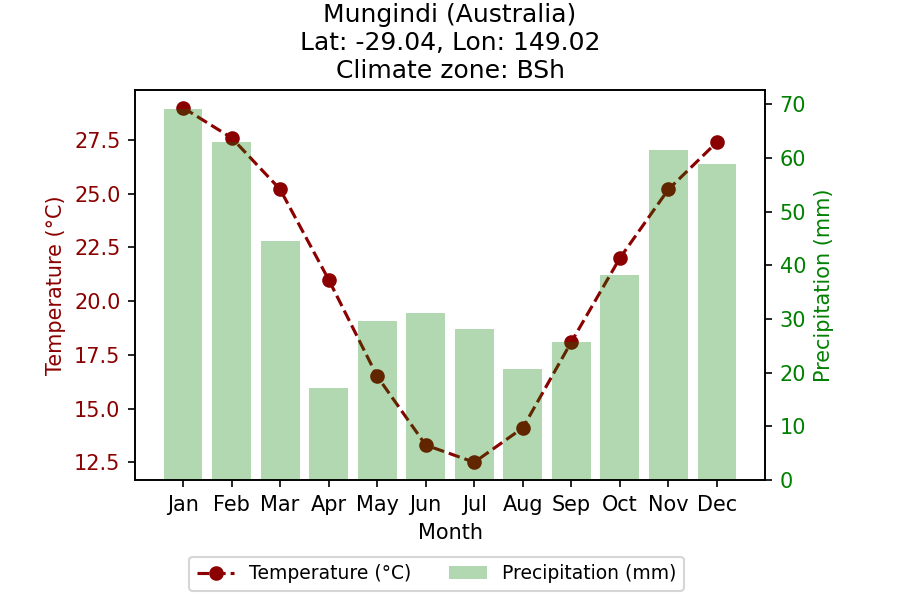 Mungindi (Australia)
Lat: -29.04, Lon: 149.02
Climate zone: BSh
Temperature (°C)
27.5
25.0
22.5
20.0
17.5
15.0
12.5
70
60
50
40
30
20
10
0
Precipitation (mm)
Jan Feb Mar Apr May Jun Jul Aug Sep Oct Nov Dec
Month
Temperature (°C) Precipitation (mm)